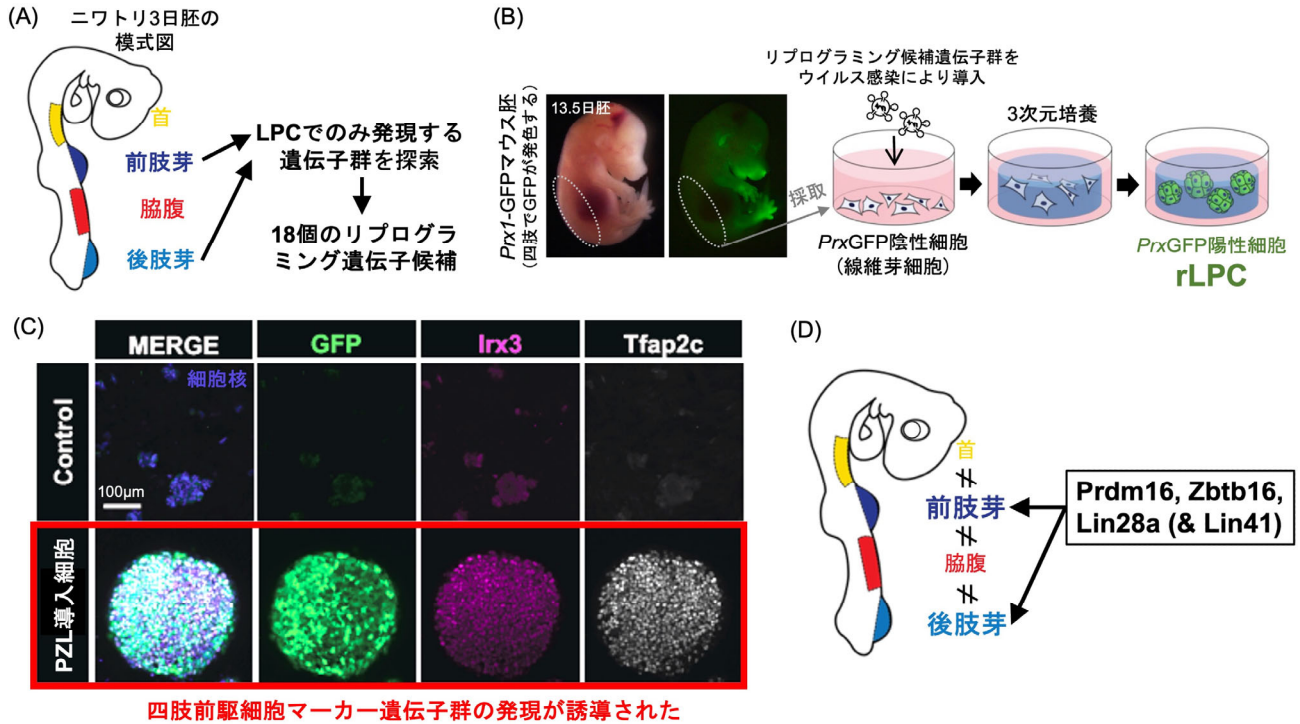 (A)
ニワトリ3日胚の
模式図
首
前肢芽
脇腹
後肢芽
LPCでのみ発現する
遺伝子群を探索
18個のリプログラ
ミング遺伝子候補
(B)
Prx1-GFPマウス胚
(四肢でGFPが発色する)
13.5日胚
採取
リプログラミング候補遺伝子群を
ウイルス感染により導入
PrxGFP陰性細胞
(線維芽細胞)
3次元培養
PrxGFP陽性細胞
rLPC
(C)
MERGE
GFP
Irx3
Tfap2c
Control
細胞核
100μm
PZL導入細胞
四肢前駆細胞マーカー遺伝子群の発現が誘導された
(D)
首
≠
前肢芽
≠
脇腹
≠
後肢芽
Prdm16, Zbtb16,
Lin28a (& Lin41)